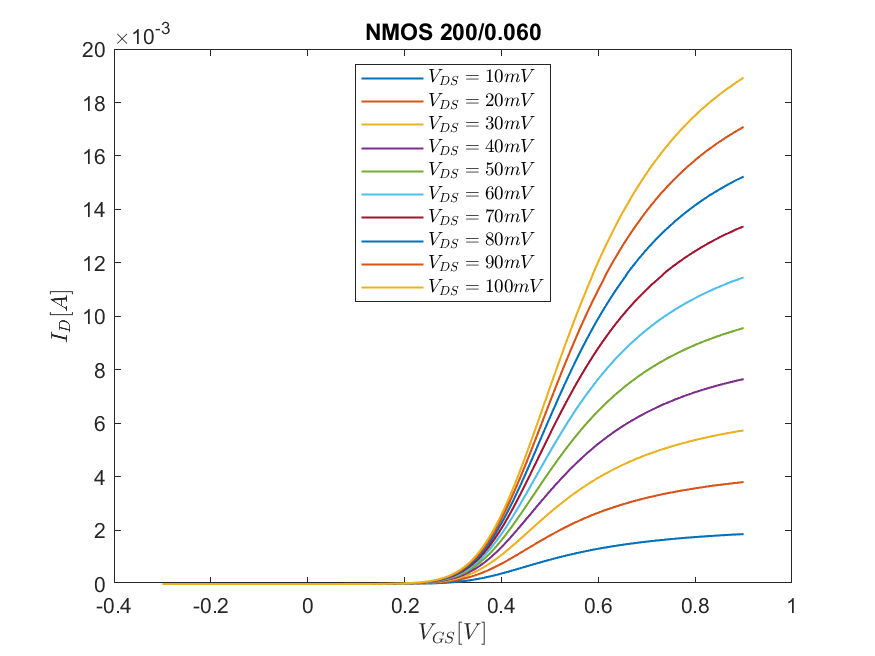 NMOS 200/0.060
×10⁻³
20
18
16
14
12
10
8
6
4
2
0
I_D[A]
V_DS = 10mV
V_DS = 20mV
V_DS = 30mV
V_DS = 40mV
V_DS = 50mV
V_DS = 60mV
V_DS = 70mV
V_DS = 80mV
V_DS = 90mV
V_DS = 100mV
-0.4 -0.2 0 0.2 0.4 0.6 0.8 1
V_GS[V]